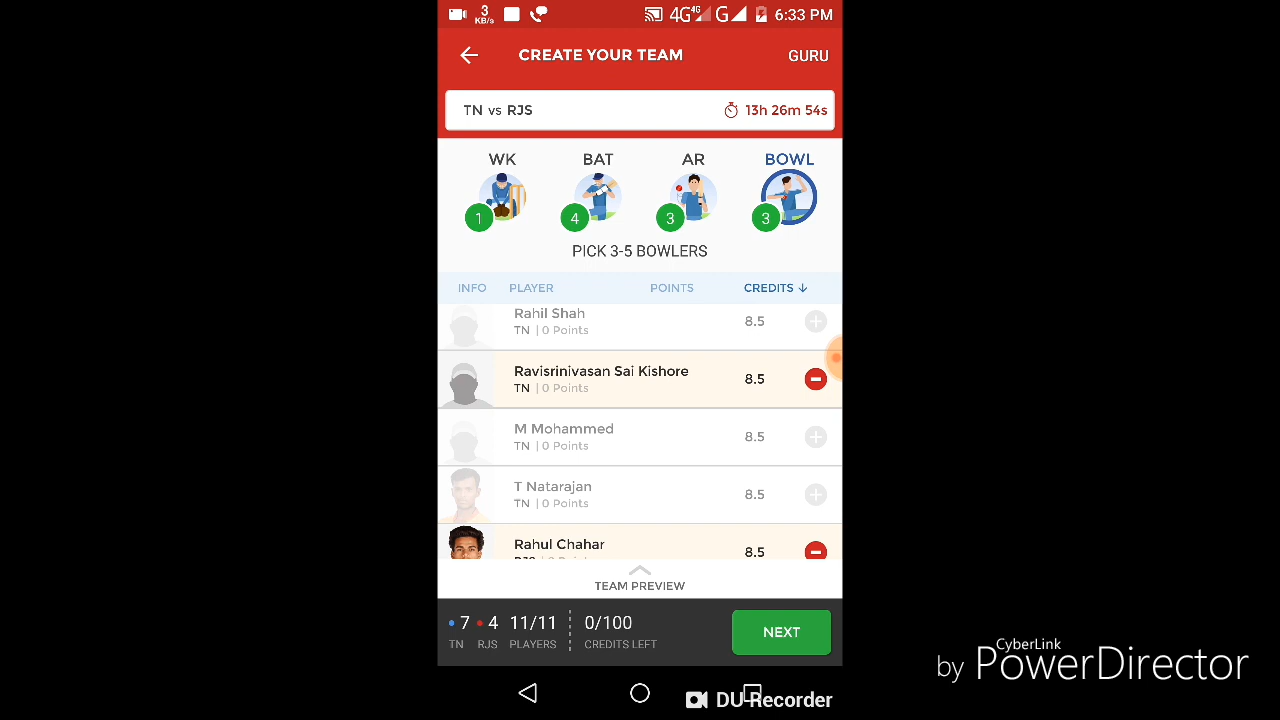 3
KB/s
4G 4G G 6:33 PM
CREATE YOUR TEAM GURU
TN vs RJS 13h 26m 54s
WK BAT AR BOWL
1 4 3 3
PICK 3-5 BOWLERS
INFO PLAYER POINTS CREDITS ↓
Rahil Shah
TN | 0 Points 8.5
Ravisrinivasan Sai Kishore
TN | 0 Points 8.5
M Mohammed
TN | 0 Points 8.5
T Natarajan
TN | 0 Points 8.5
Rahul Chahar 8.5
TEAM PREVIEW
7 4 11/11 0/100
TN RJS PLAYERS CREDITS LEFT
NEXT
DU Recorder
CyberLink
by PowerDirector